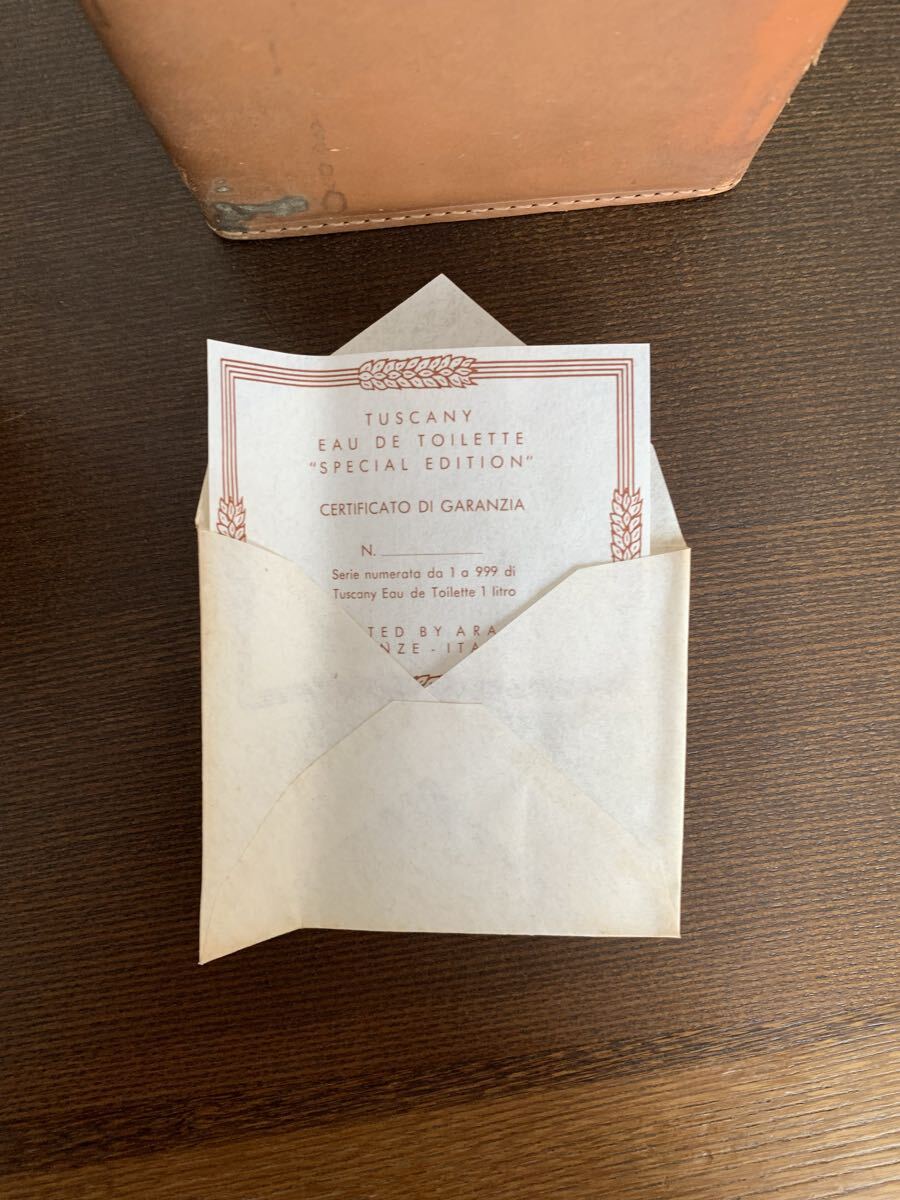 TUSCANY
EAU DE TOILETTE
"SPECIAL EDITION"
CERTIFICATO DI GARANZIA
N.
Serie numerata da 1 a 999 di
Tuscany Eau de Toilette 1 litro
BY